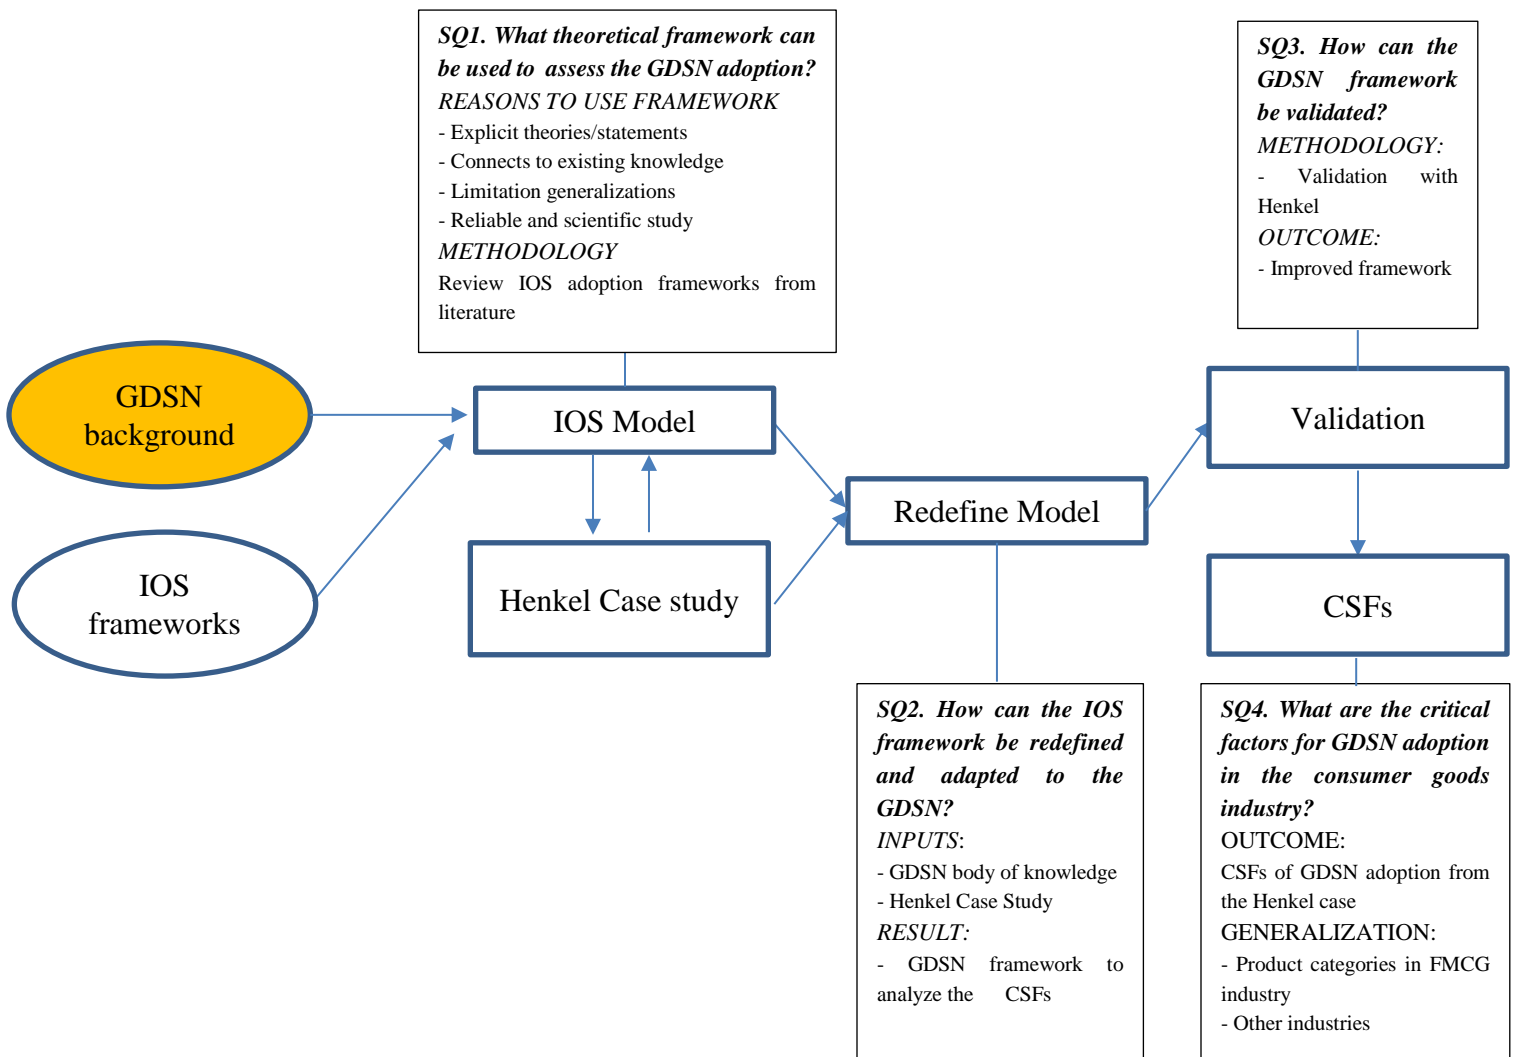 SQ1. What theoretical framework can
be used to assess the GDSN adoption?
REASONS TO USE FRAMEWORK
- Explicit theories/statements
- Connects to existing knowledge
- Limitation generalizations
- Reliable and scientific study
METHODOLOGY
Review IOS adoption frameworks from
literature
SQ3. How can the
GDSN framework
be validated?
METHODOLOGY:
- Validation with
Henkel
OUTCOME:
- Improved framework
GDSN
background
IOS Model
Validation
Redefine Model
IOS
frameworks
Henkel Case study
CSFs
SQ2. How can the IOS
framework be redefined
and adapted to the
GDSN?
INPUTS:
- GDSN body of knowledge
- Henkel Case Study
RESULT:
- GDSN framework to
analyze the CSFs
SQ4. What are the critical
factors for GDSN adoption
in the consumer goods
industry?
OUTCOME:
CSFs of GDSN adoption from
the Henkel case
GENERALIZATION:
- Product categories in FMCG
industry
- Other industries